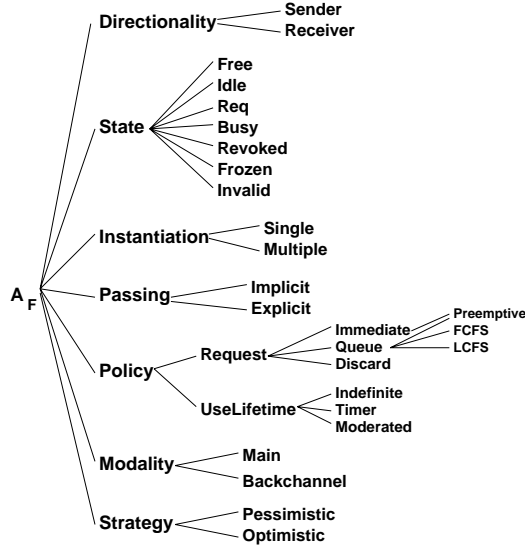 Directionality
Sender
Receiver
State
Free
Idle
Req
Busy
Revoked
Frozen
Invalid
Instantiation
Single
Multiple
A F
Passing
Implicit
Explicit
Policy
Request
Immediate
Queue
Discard
Preemptive
FCFS
LCFS
UseLifetime
Indefinite
Timer
Moderated
Modality
Main
Backchannel
Strategy
Pessimistic
Optimistic